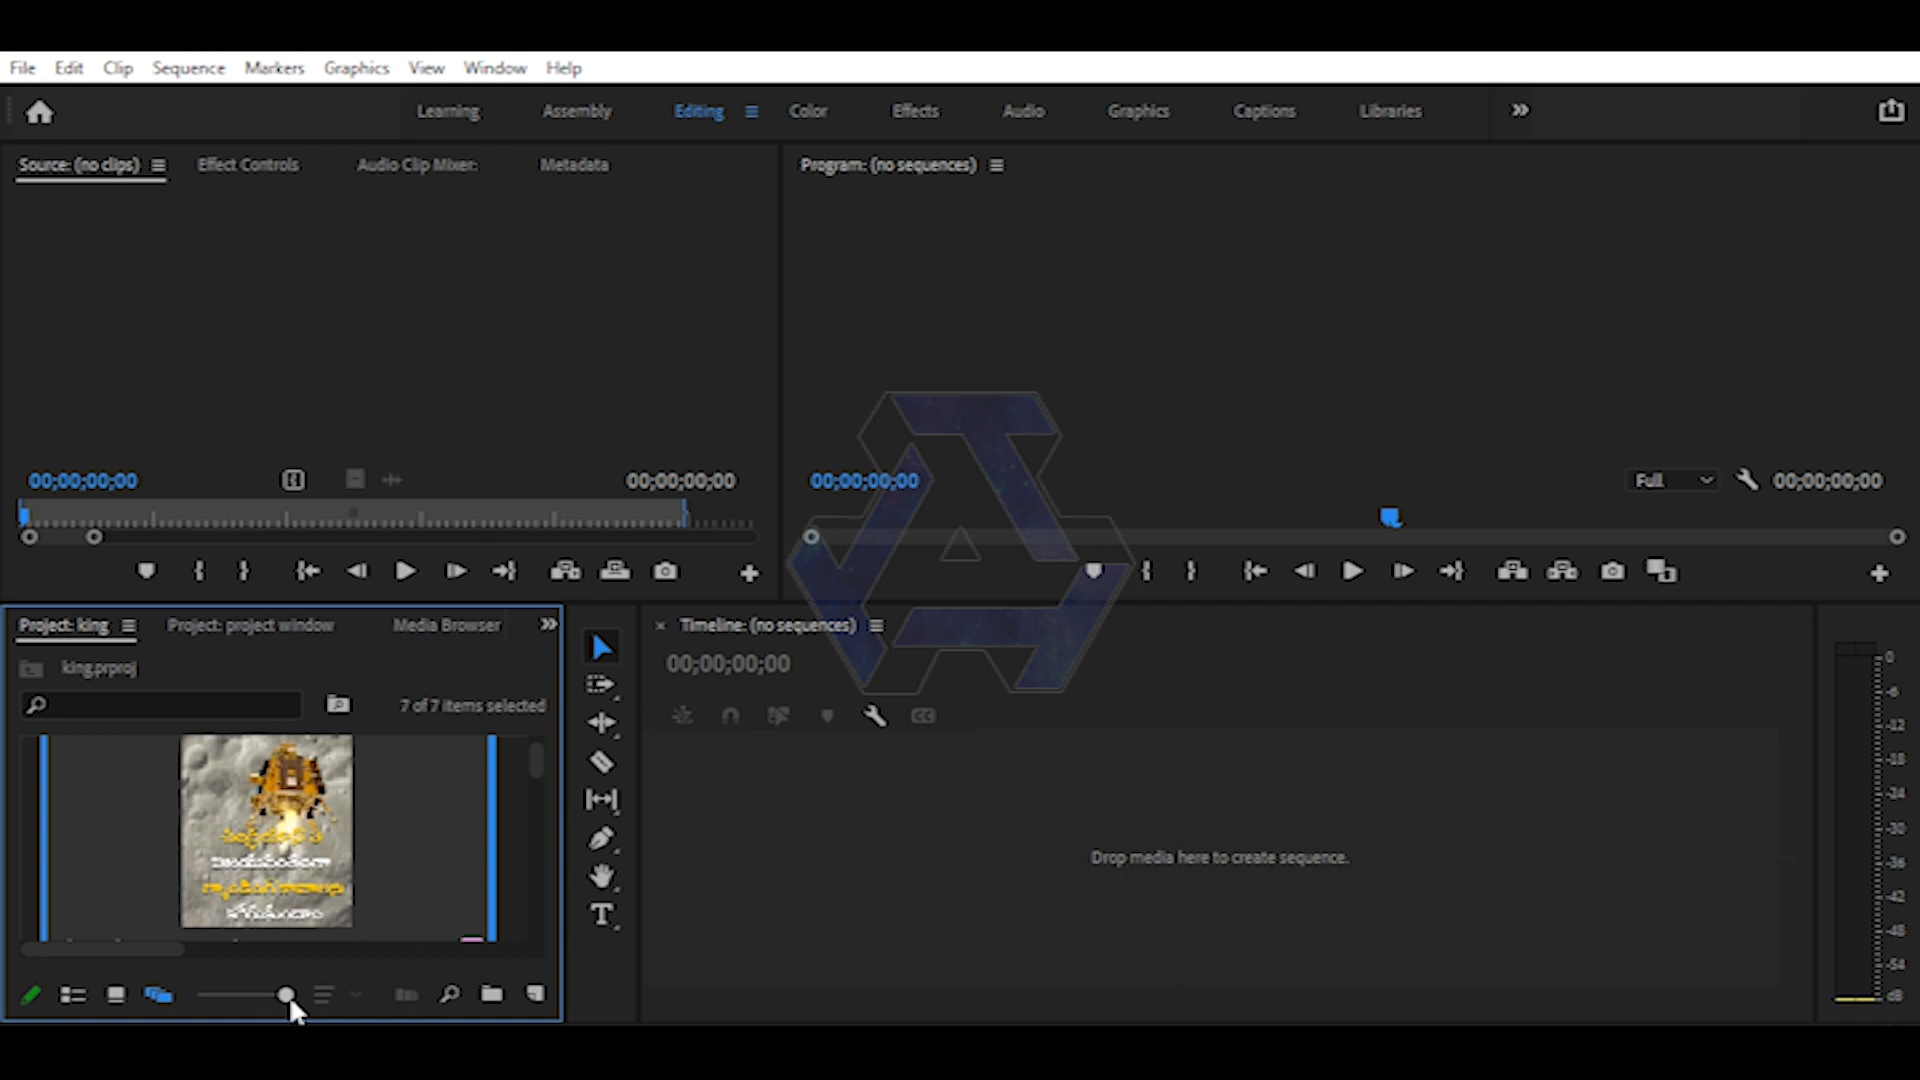 File Edit Clip Sequence Markers Graphics View Window Help
Learning Assembly Editing Color Effects Audio Graphics Captions Libraries
Source: (no clips) Effect Controls Audio Clip Mixer: Metadata
Program: (no sequences)
00;00;00;00 00;00;00;00
00;00;00;00 Full 00;00;00;00
Project: king Project: project window Media Browser
king.prproj
7 of 7 items selected
Timeline: (no sequences)
00;00;00;00
Drop media here to create sequence.
0
-6
-12
-18
-24
-30
-36
-42
-48
-54
dB